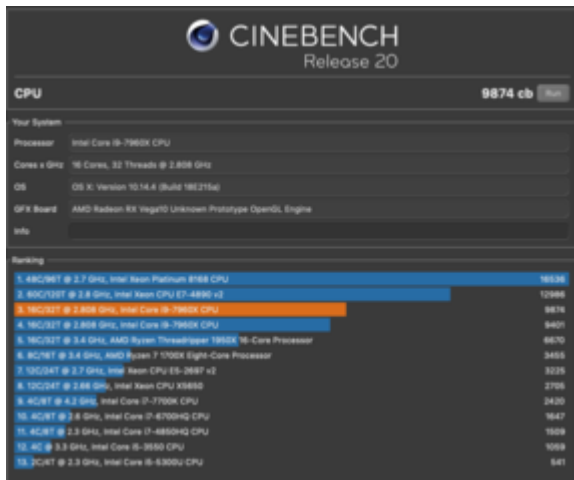 CINEBENCH
Release 20
CPU 9874 cb Run
Your System
Processor Intel Core i9-7960X CPU
Cores x GHz 16 Cores, 32 Threads @ 2.808 GHz
OS OS X: Version 10.14.4 (Build 18E215a)
GFX Board AMD Radeon RX Vega10 Unknown Prototype OpenGL Engine
Info
Ranking
1. 48C/96T @ 2.7 GHz, Intel Xeon Platinum 8168 CPU 16536
2. 60C/120T @ 2.8 GHz, Intel Xeon CPU E7-4890 v2 12986
3. 16C/32T @ 2.808 GHz, Intel Core i9-7960X CPU 9874
4. 16C/32T @ 2.808 GHz, Intel Core i9-7960X CPU 9401
5. 16C/32T @ 3.4 GHz, AMD Ryzen Threadripper 1950X 16-Core Processor 6670
6. 8C/16T @ 3.4 GHz, AMD Ryzen 7 1700X Eight-Core Processor 3455
7. 12C/24T @ 2.7 GHz, Intel Xeon CPU E5-2697 v2 3225
8. 12C/24T @ 2.66 GHz, Intel Xeon CPU X5650 2705
9. 4C/8T @ 4.2 GHz, Intel Core i7-7700K CPU 2420
10. 4C/8T @ 2.6 GHz, Intel Core i7-6700HQ CPU 1647
11. 4C/8T @ 2.3 GHz, Intel Core i7-4850HQ CPU 1509
12. 4C @ 3.3 GHz, Intel Core i5-3550 CPU 1059
13. 2C/4T @ 2.3 GHz, Intel Core i5-5300U CPU 541